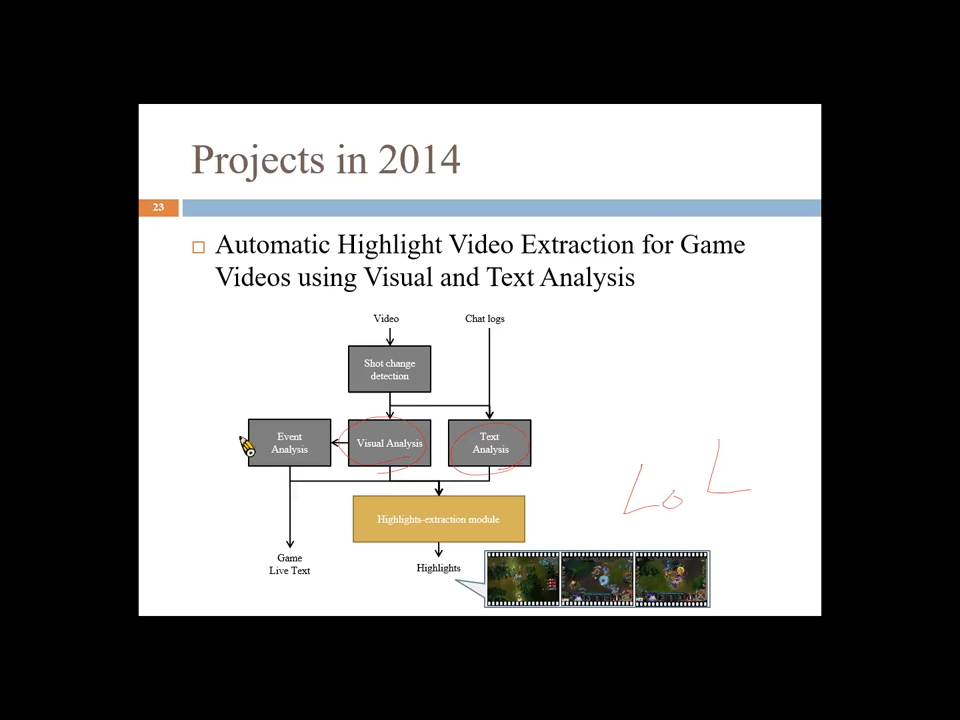 Projects in 2014
23
Automatic Highlight Video Extraction for Game
Videos using Visual and Text Analysis
Video
Chat logs
Shot change
detection
Event
Analysis
Visual Analysis
Text
Analysis
LoL
Highlights-extraction module
Game
Live Text
Highlights